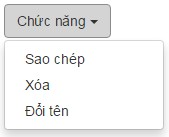 Chức năng
Sao chép
Xóa
Đổi tên